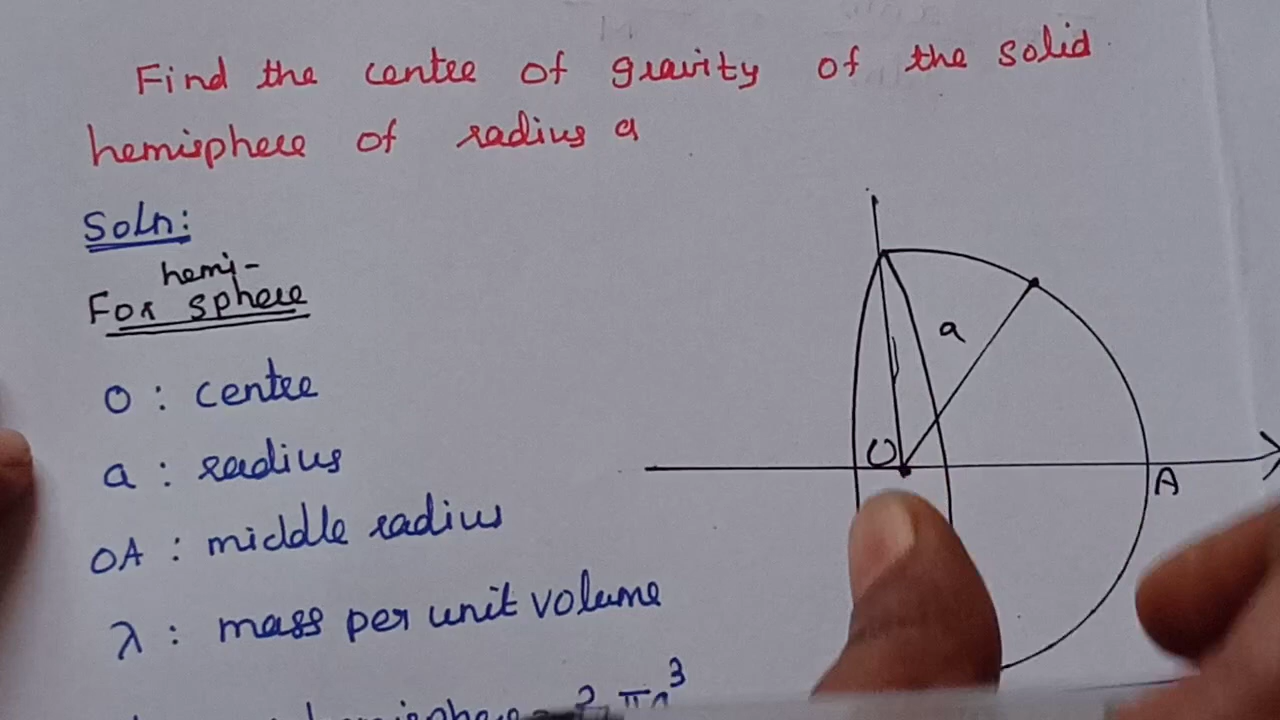 Find the centre of gravity of the solid
hemisphere of radius a
Soln:
hemi-
For sphere
O : centre
a : radius
OA : middle radius
λ : mass per unit volume
a
O
A